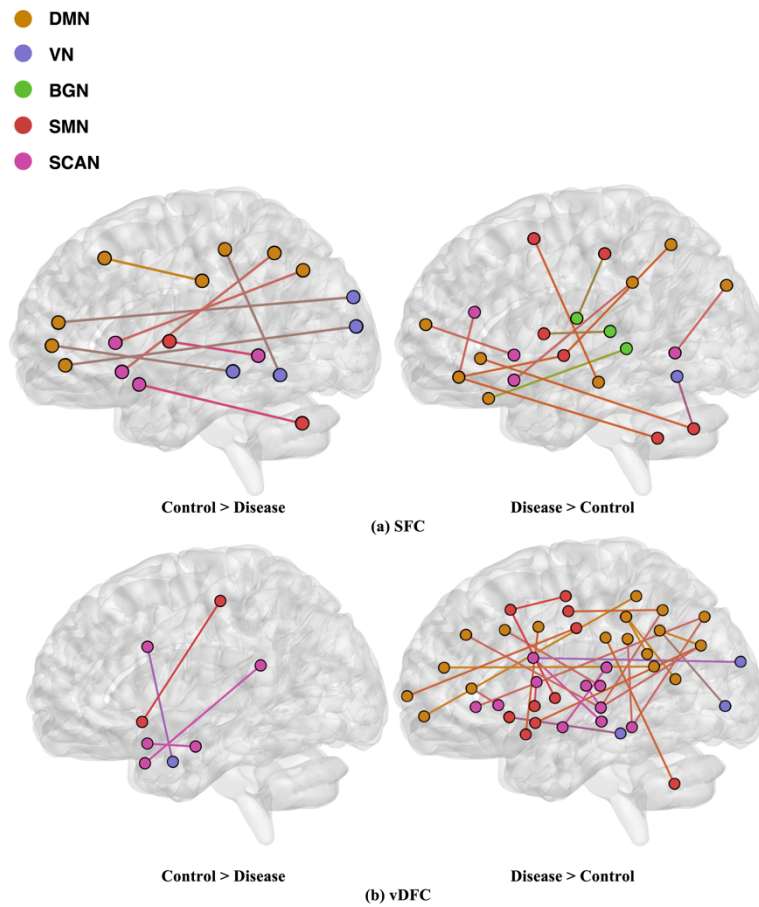 DMN
VN
BGN
SMN
SCAN
Control > Disease
Disease > Control
(a) SFC
Control > Disease
Disease > Control
(b) vDFC